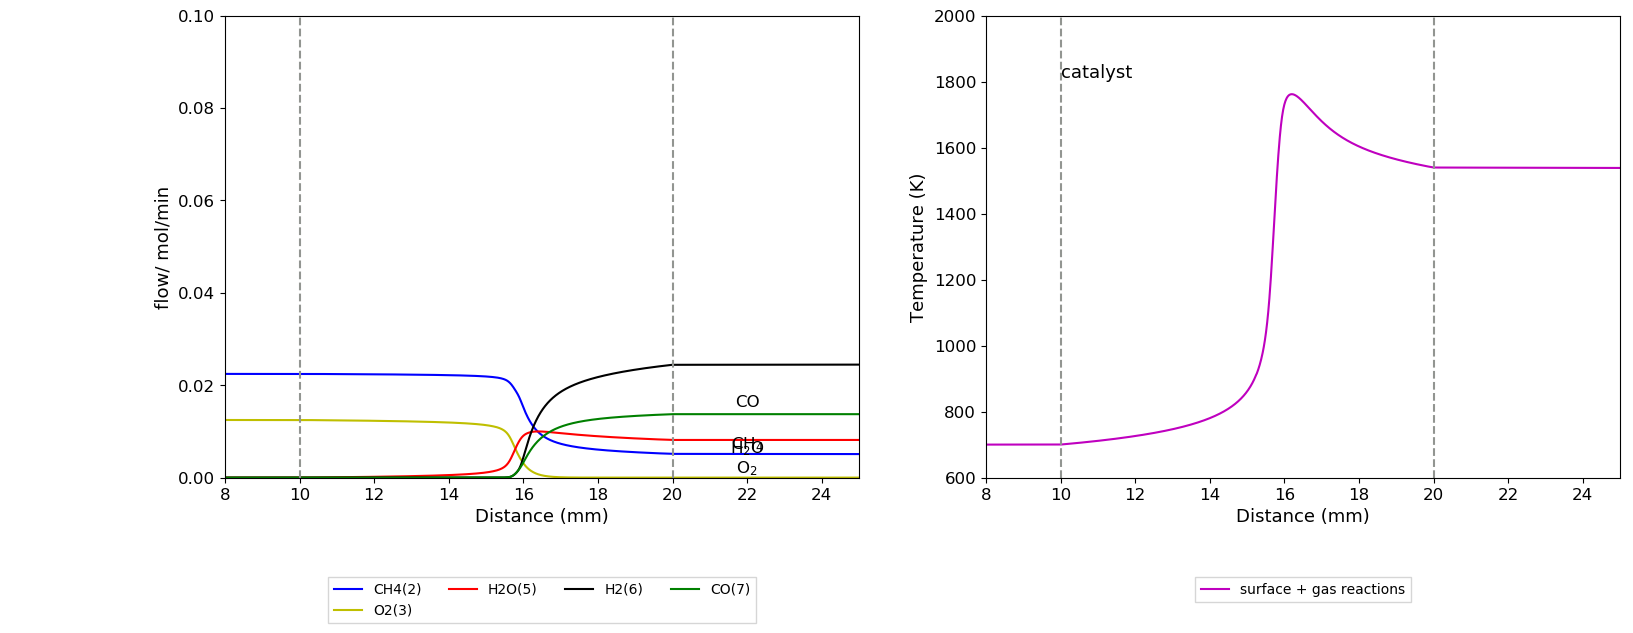 0.10
0.08
0.06
0.04
0.02
0.00
flow/ mol/min
CO
CH₄
H₂O
O₂
8 10 12 14 16 18 20 22 24
Distance (mm)
CH4(2) H2O(5) H2(6) CO(7)
O2(3)
2000
1800
1600
1400
1200
1000
800
600
Temperature (K)
catalyst
8 10 12 14 16 18 20 22 24
Distance (mm)
surface + gas reactions